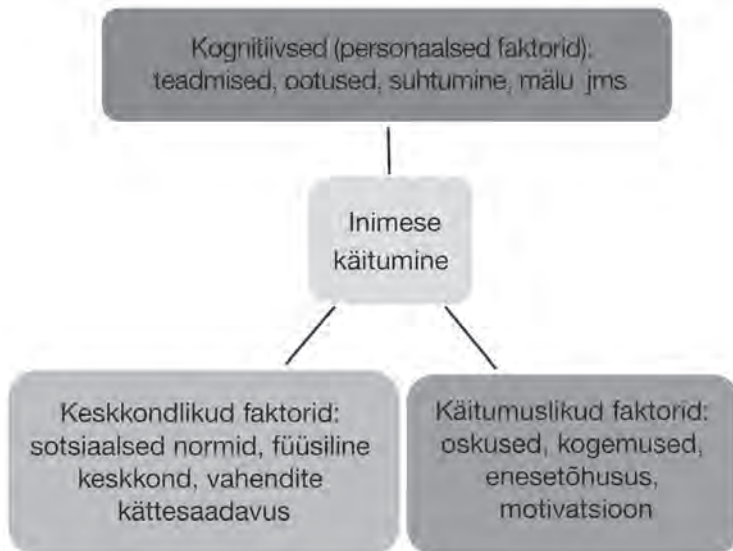 Kognitiivsed (personaalsed faktorid):
teadmised, ootused, suhtumine, mälu jms
Inimese
käitumine
Keskkondlikud faktorid:
sotsiaalsed normid, füüsiline
keskkond, vahendite
kättesaadavus
Käitumuslikud faktorid:
oskused, kogemused,
enesetõhusus,
motivatsioon